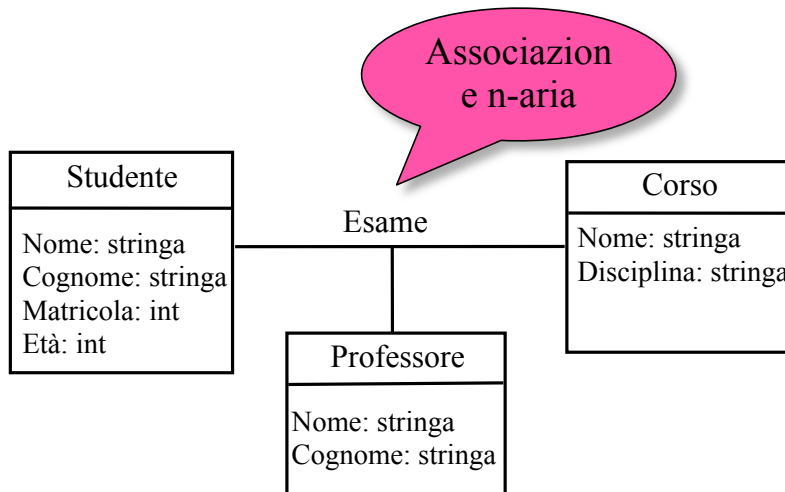 Associazion
e n-aria
Studente
Nome: stringa
Cognome: stringa
Matricola: int
Età: int
Esame
Corso
Nome: stringa
Disciplina: stringa
Professore
Nome: stringa
Cognome: stringa